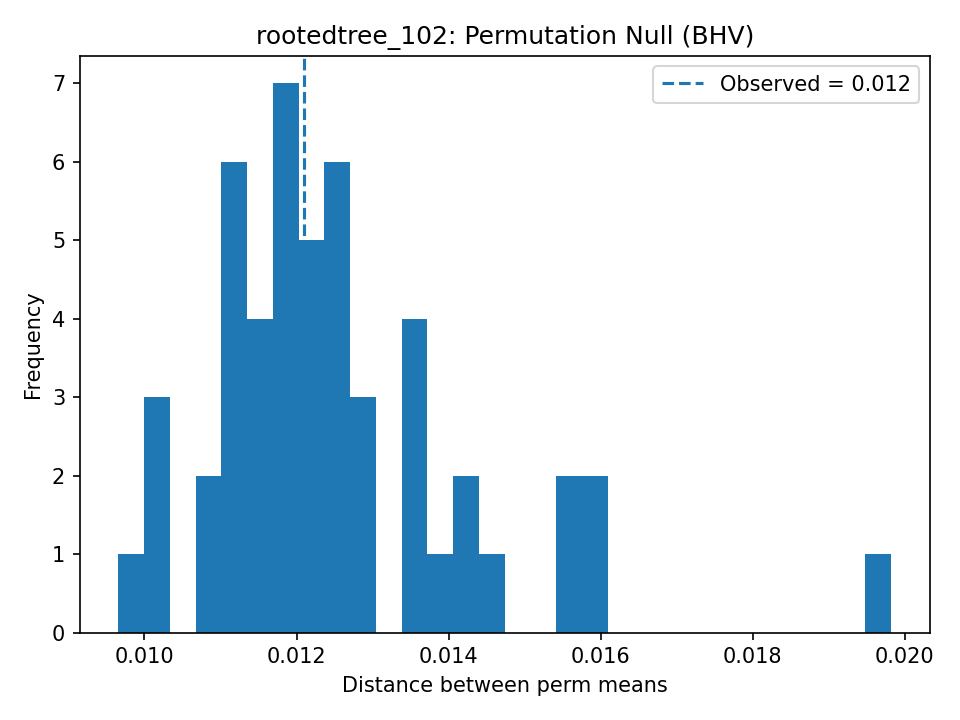 rootedtree_102: Permutation Null (BHV)
Observed = 0.012
7
6
5
4
3
2
1
0
Frequency
0.010 0.012 0.014 0.016 0.018 0.020
Distance between perm means